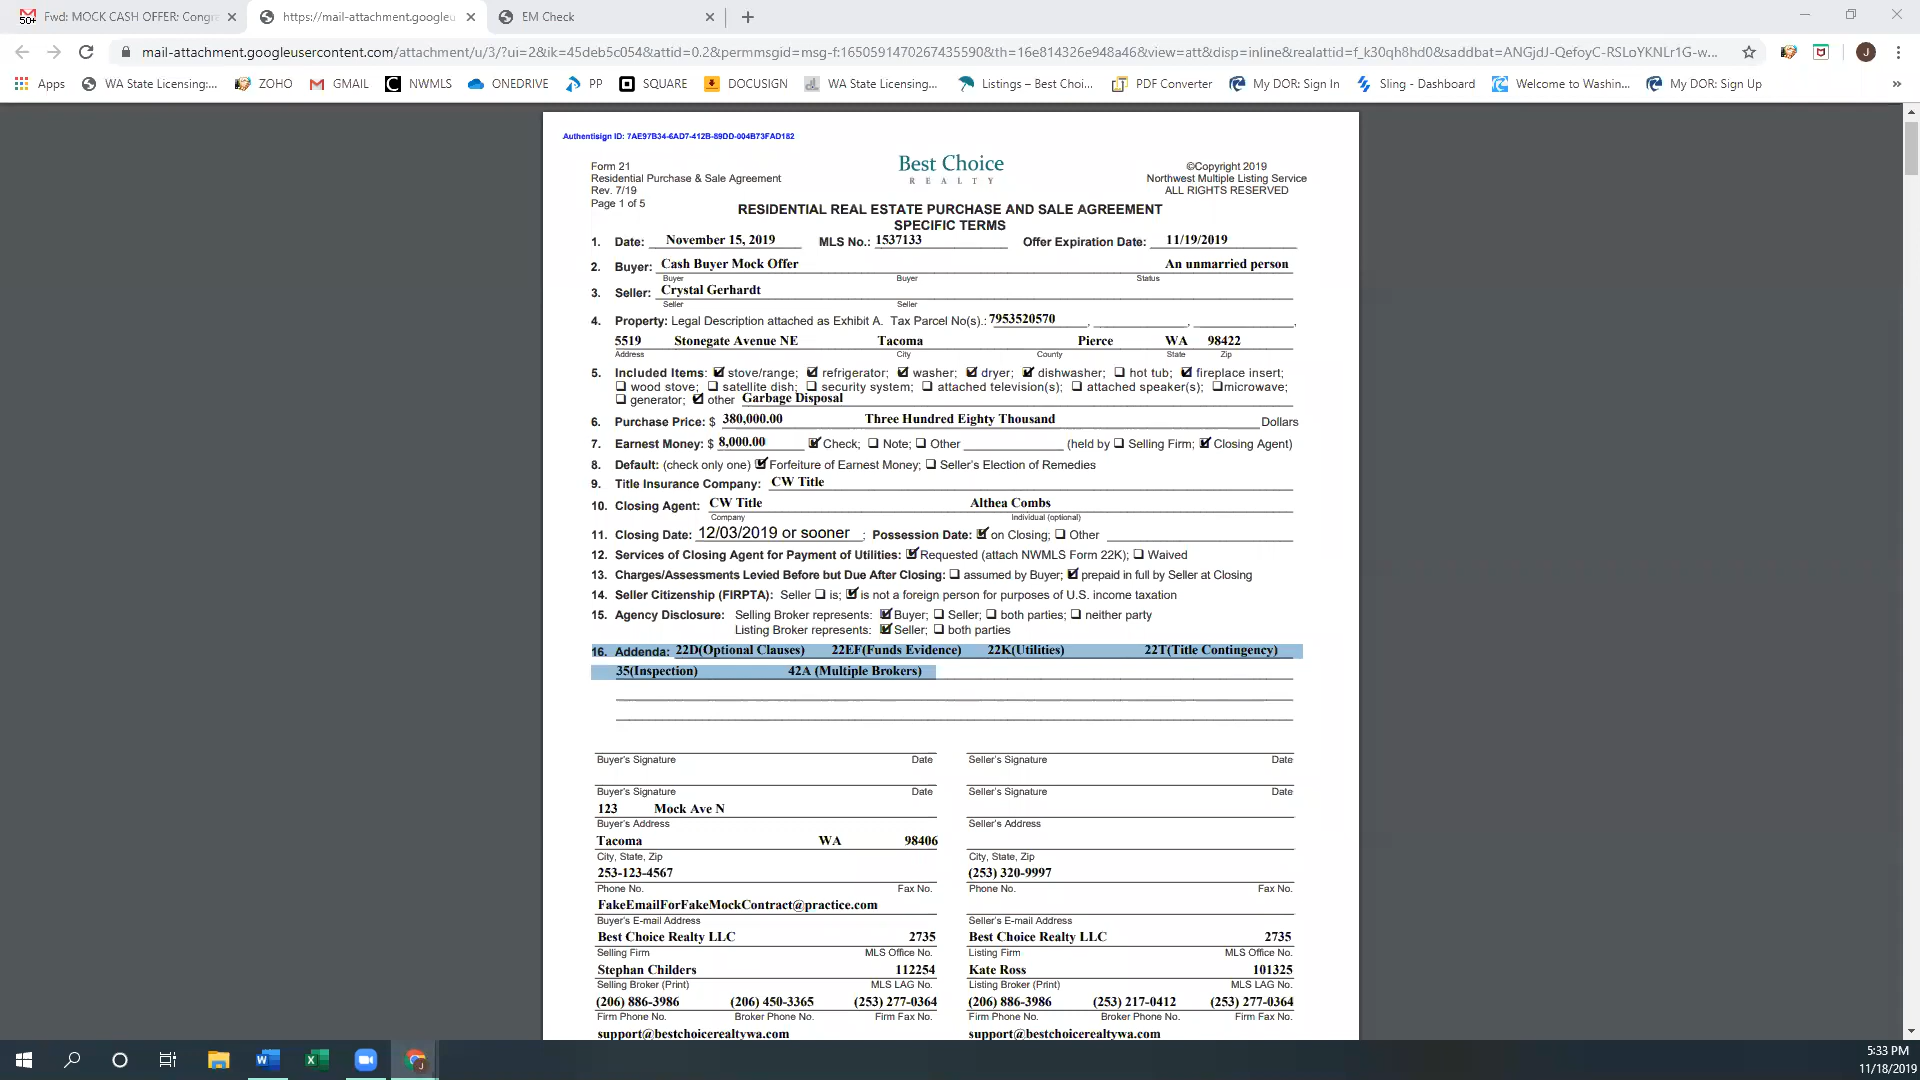 Fwd: MOCK CASH OFFER: Congr
https://mail-attachment.googleu
EM Check
mail-attachment.googleusercontent.com/attachment/u/3/?ui=2&ik=45deb5c054&attid=0.2&permmsgid=msg-f:1650591470267435590&th=16e814326e948a46&view=att&disp=inline&realattid=f_k30qh8hd0&saddbat=ANGjdJ-QefoyC-RSLoYKNLr1G-w...
J
Apps WA State Licensing:... ZOHO GMAIL NWMLS ONEDRIVE PP SQUARE DOCUSIGN WA State Licensing... Listings – Best Choi... PDF Converter My DOR: Sign In Sling - Dashboard Welcome to Washin... My DOR: Sign Up »
Authentisign ID: 7AE97B34-6AD7-412B-89DD-004B73FAD182
Form 21
Residential Purchase & Sale Agreement
Rev. 7/19
Page 1 of 5
Best Choice
REALTY
©Copyright 2019
Northwest Multiple Listing Service
ALL RIGHTS RESERVED
RESIDENTIAL REAL ESTATE PURCHASE AND SALE AGREEMENT
SPECIFIC TERMS
1. Date: November 15, 2019 MLS No.: 1537133 Offer Expiration Date: 11/19/2019
2. Buyer: Cash Buyer Mock Offer An unmarried person
Buyer Buyer Status
3. Seller: Crystal Gerhardt
Seller Seller
4. Property: Legal Description attached as Exhibit A. Tax Parcel No(s).: 7953520570 , , ,
5519 Stonegate Avenue NE Tacoma Pierce WA 98422
Address City County State Zip
5. Included Items: ☑ stove/range; ☑ refrigerator; ☑ washer; ☑ dryer; ☑ dishwasher; ☐ hot tub; ☑ fireplace insert;
☐ wood stove; ☐ satellite dish; ☐ security system; ☐ attached television(s); ☐ attached speaker(s); ☐ microwave;
☐ generator; ☑ other Garbage Disposal
6. Purchase Price: $ 380,000.00 Three Hundred Eighty Thousand Dollars
7. Earnest Money: $ 8,000.00 ☑ Check; ☐ Note; ☐ Other (held by ☐ Selling Firm; ☑ Closing Agent)
8. Default: (check only one) ☑ Forfeiture of Earnest Money; ☐ Seller's Election of Remedies
9. Title Insurance Company: CW Title
10. Closing Agent: CW Title Althea Combs
Company Individual (optional)
11. Closing Date: 12/03/2019 or sooner ; Possession Date: ☑ on Closing; ☐ Other
12. Services of Closing Agent for Payment of Utilities: ☑ Requested (attach NWMLS Form 22K); ☐ Waived
13. Charges/Assessments Levied Before but Due After Closing: ☐ assumed by Buyer; ☑ prepaid in full by Seller at Closing
14. Seller Citizenship (FIRPTA): Seller ☐ is; ☑ is not a foreign person for purposes of U.S. income taxation
15. Agency Disclosure: Selling Broker represents: ☑ Buyer; ☐ Seller; ☐ both parties; ☐ neither party
Listing Broker represents: ☑ Seller; ☐ both parties
16. Addenda: 22D(Optional Clauses) 22EF(Funds Evidence) 22K(Utilities) 22T(Title Contingency)
35(Inspection) 42A (Multiple Brokers)
Buyer's Signature Date Seller's Signature Date
Buyer's Signature Date Seller's Signature Date
123 Mock Ave N
Buyer's Address Seller's Address
Tacoma WA 98406
City, State, Zip City, State, Zip
253-123-4567 (253) 320-9997
Phone No. Fax No. Phone No. Fax No.
FakeEmailForFakeMockContract@practice.com
Buyer's E-mail Address Seller's E-mail Address
Best Choice Realty LLC 2735 Best Choice Realty LLC 2735
Selling Firm MLS Office No. Listing Firm MLS Office No.
Stephan Childers 112254 Kate Ross 101325
Selling Broker (Print) MLS LAG No. Listing Broker (Print) MLS LAG No.
(206) 886-3986 (206) 450-3365 (253) 277-0364 (206) 886-3986 (253) 217-0412 (253) 277-0364
Firm Phone No. Broker Phone No. Firm Fax No. Firm Phone No. Broker Phone No. Firm Fax No.
support@bestchoicerealtywa.com support@bestchoicerealtywa.com
5:33 PM
11/18/2019